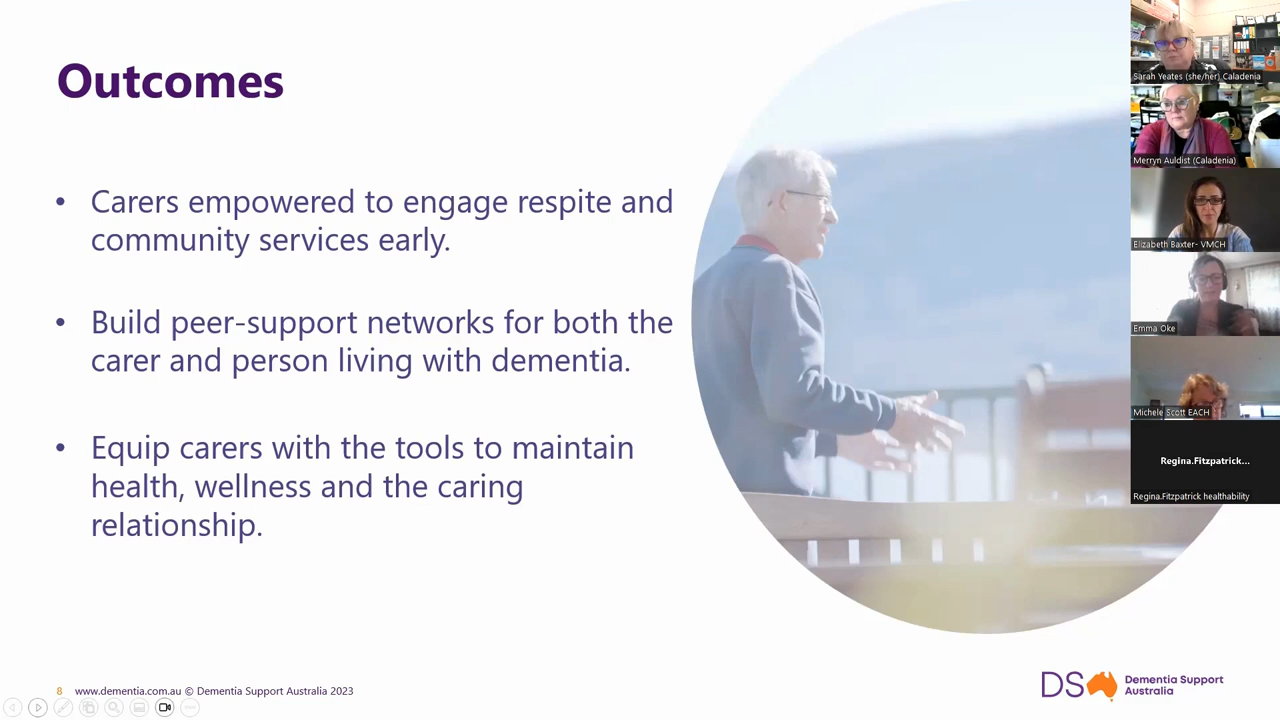 Outcomes
• Carers empowered to engage respite and
community services early.
• Build peer-support networks for both the
carer and person living with dementia.
• Equip carers with the tools to maintain
health, wellness and the caring
relationship.
8 www.dementia.com.au © Dementia Support Australia 2023
DS
Dementia Support
Australia
Sarah Yeates (she/her) Caladenia
Merryn Auldist (Caladenia)
Elizabeth Baxter- VMCH
Emma Oke
Michele Scott EACH
Regina.Fitzpatrick...
Regina.Fitzpatrick healthability